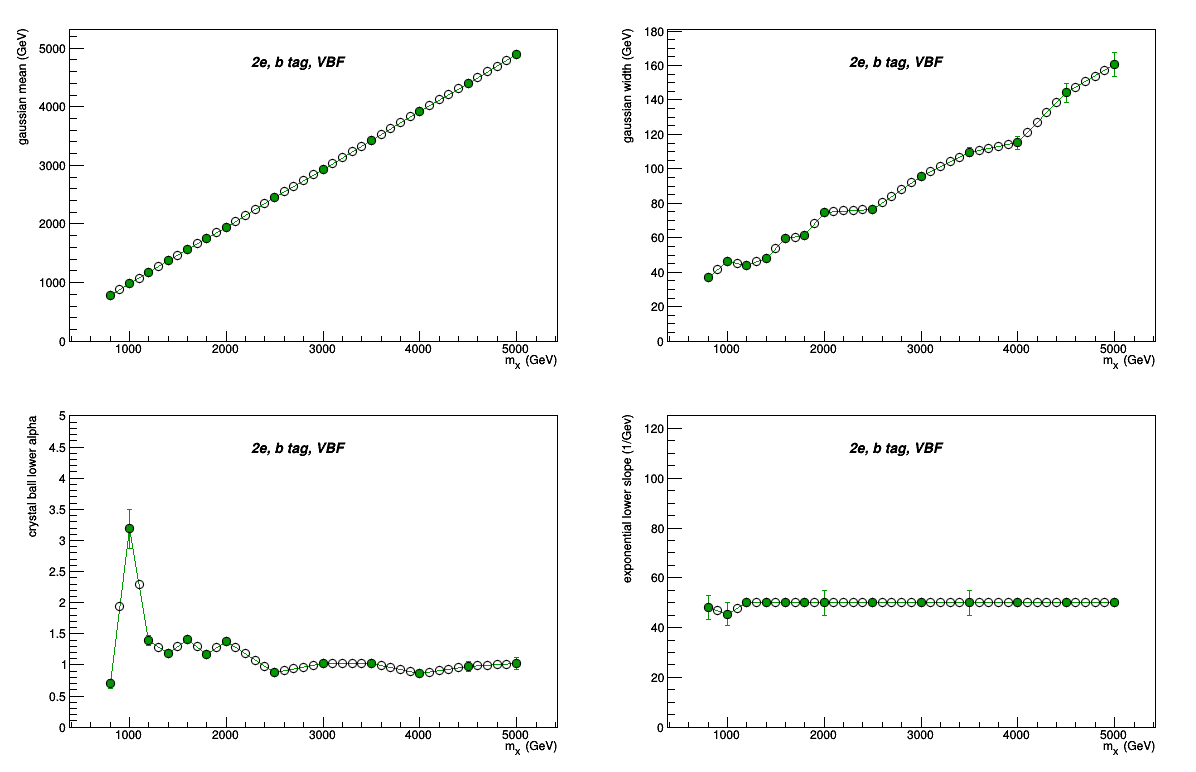 gaussian mean (GeV)
2e, b tag, VBF
5000
4000
3000
2000
1000
0
1000 2000 3000 4000 5000
mx (GeV)
gaussian width (GeV)
2e, b tag, VBF
180
160
140
120
100
80
60
40
20
0
1000 2000 3000 4000 5000
mx (GeV)
crystal ball lower alpha
2e, b tag, VBF
5
4.5
4
3.5
3
2.5
2
1.5
1
0.5
0
1000 2000 3000 4000 5000
mx (GeV)
exponential lower slope (1/Gev)
2e, b tag, VBF
120
100
80
60
40
20
0
1000 2000 3000 4000 5000
mx (GeV)